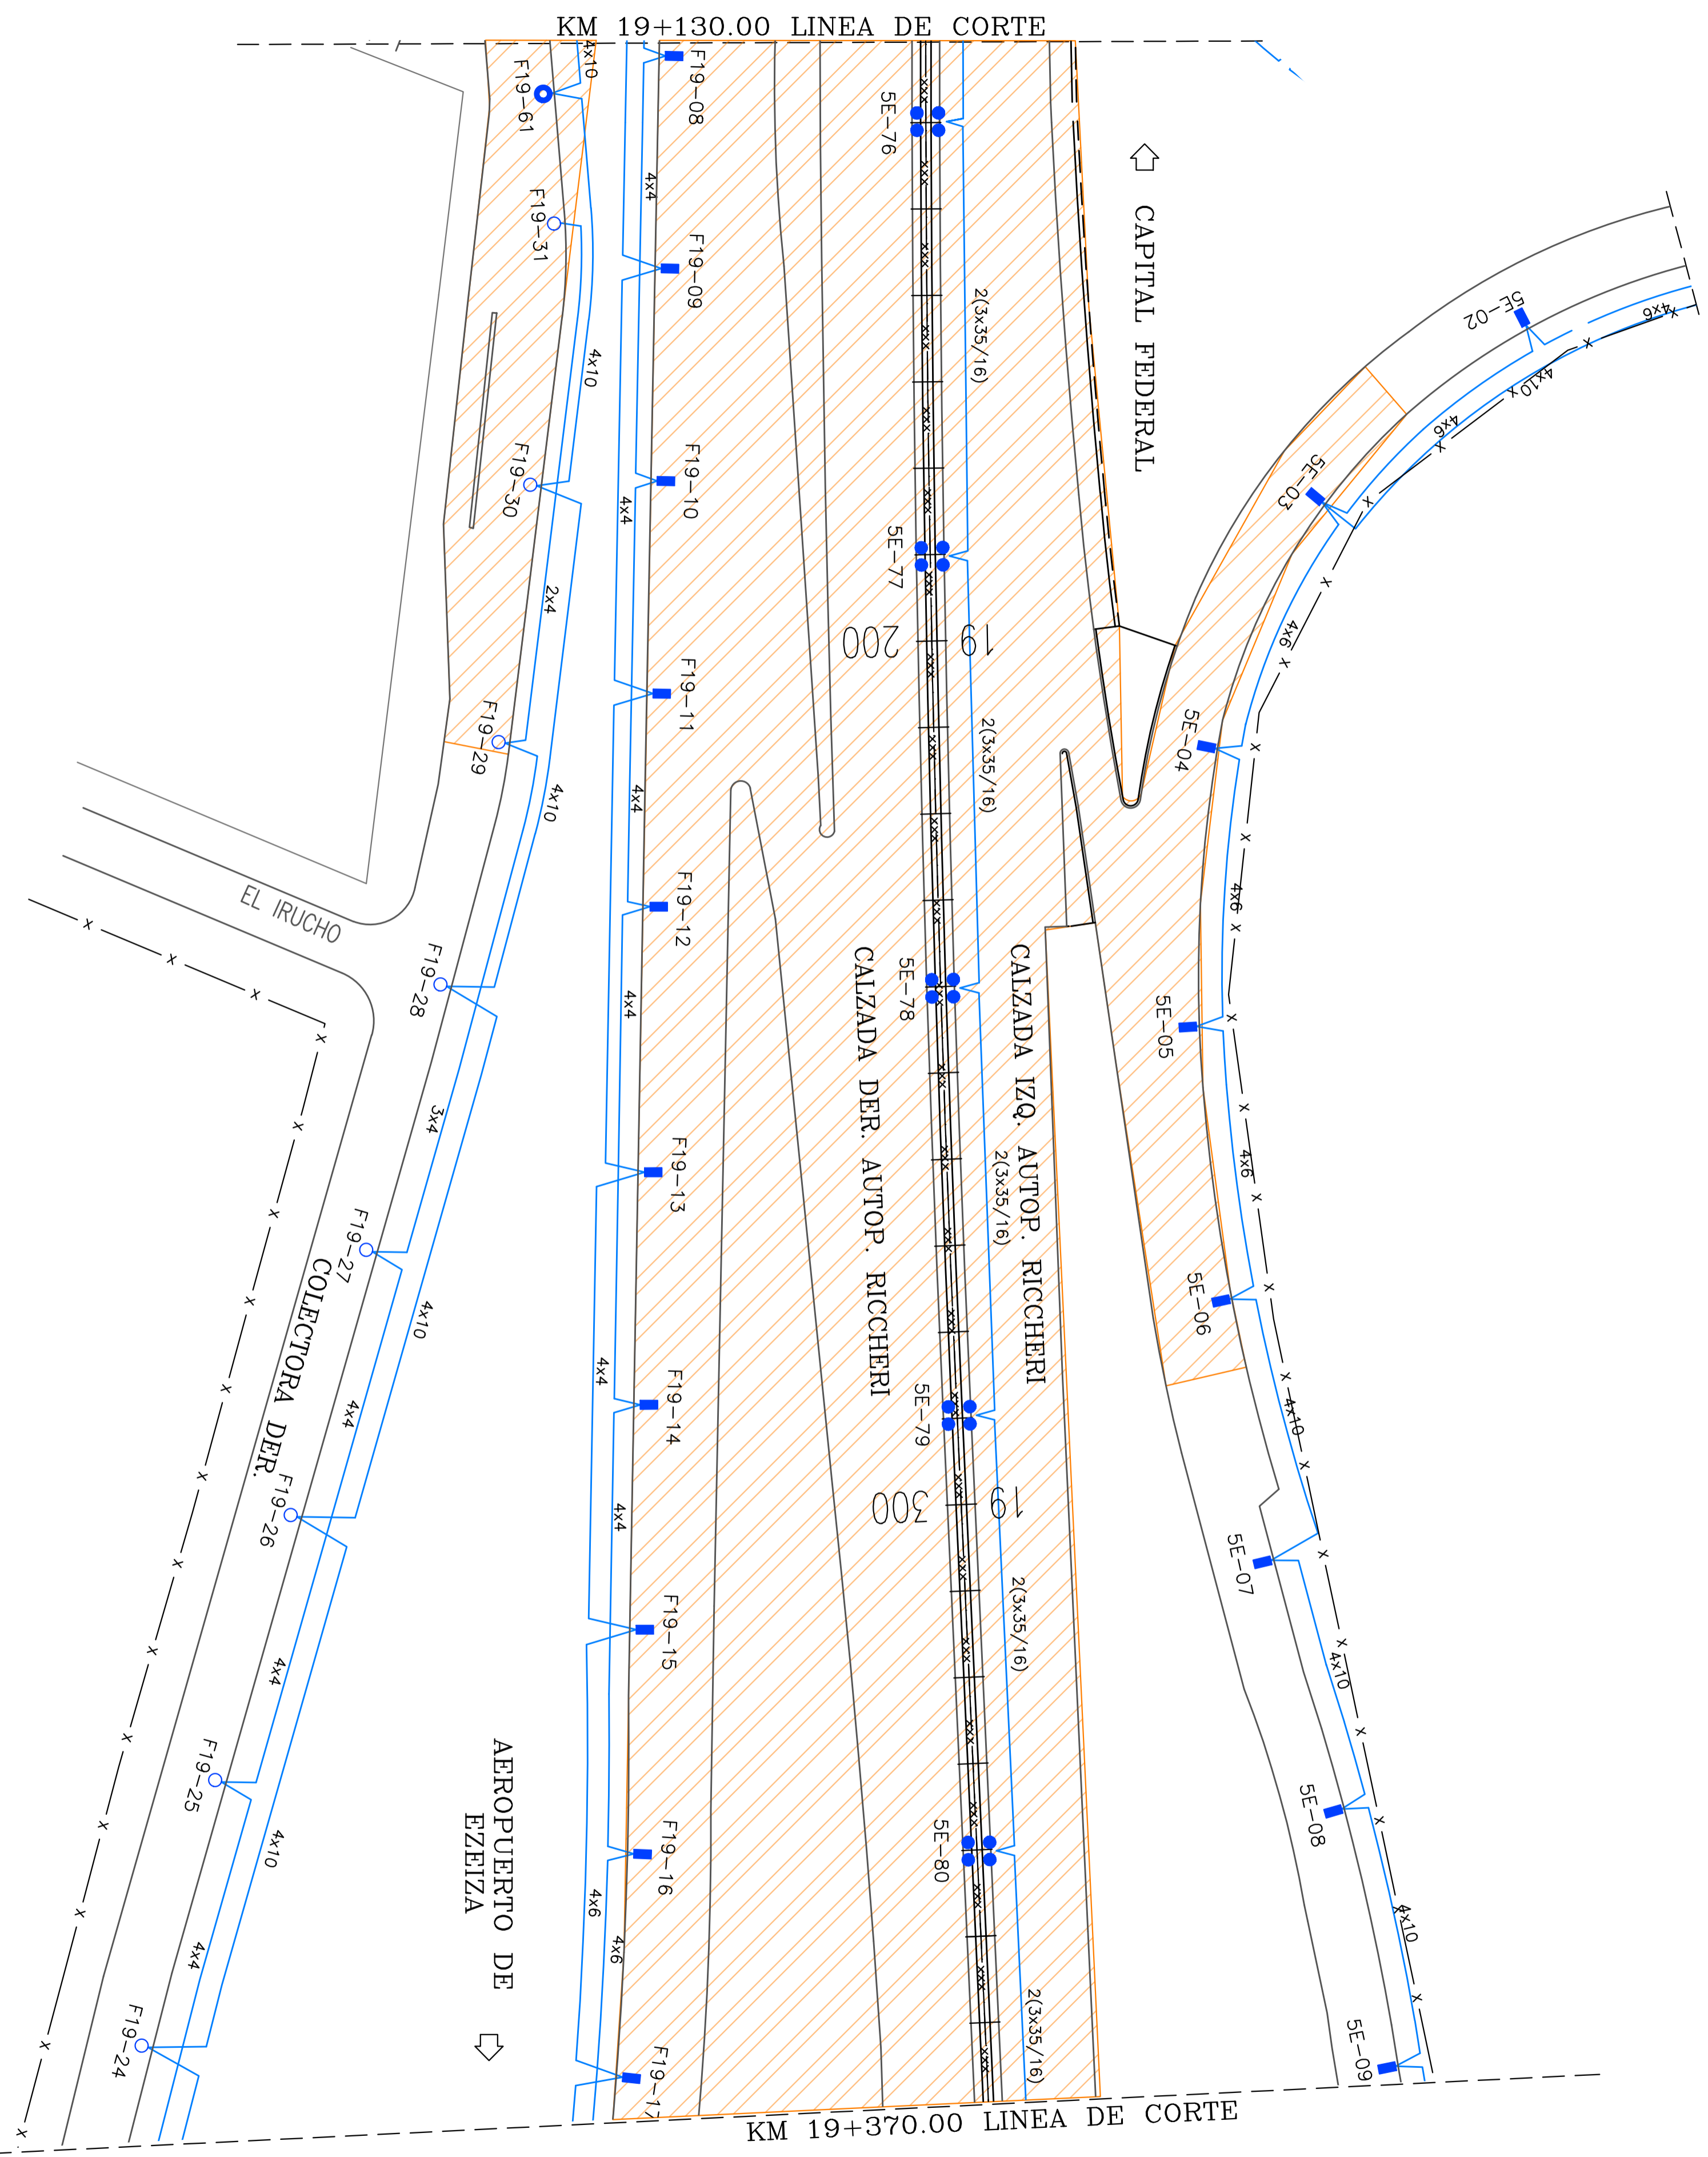 KM 19+130.00 LINEA DE CORTE
4x10
F19-61
F19-08
5E-76
CAPITAL FEDERAL
F19-31
4x4
F19-09
2(3x35/16)
5E-02
4x6
4x10
4x6
4x10
F19-30
4x4
F19-10
5E-77
5E-03
2x4
200
19
4x6
F19-11
F19-29
4x10
4x4
2(3x35/16)
5E-04
EL IRUCHO
F19-12
4x6
F19-28
4x4
5E-78
CALZADA DER. AUTOP. RICCHERI
CALZADA IZQ. AUTOP. RICCHERI
5E-05
3x4
F19-13
2(3x35/16)
4x6
F19-27
COLECTORA DER.
4x10
4x4
4x4
F19-14
5E-79
5E-06
4x10
F19-26
4x4
300
19
5E-07
4x4
F19-15
2(3x35/16)
4x10
F19-25
4x10
AEROPUERTO DE
EZEIZA
F19-16
5E-80
5E-08
4x4
4x6
4x6
4x10
F19-24
F19-17
2(3x35/16)
5E-09
KM 19+370.00 LINEA DE CORTE